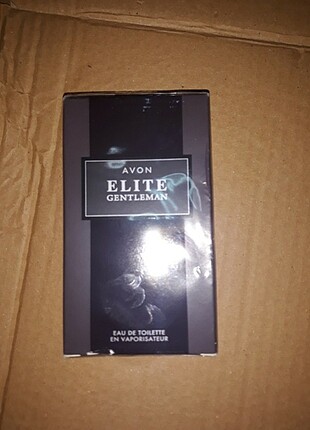 AVON
ELITE
GENTLEMAN
EAU DE TOILETTE
EN VAPORISATEUR